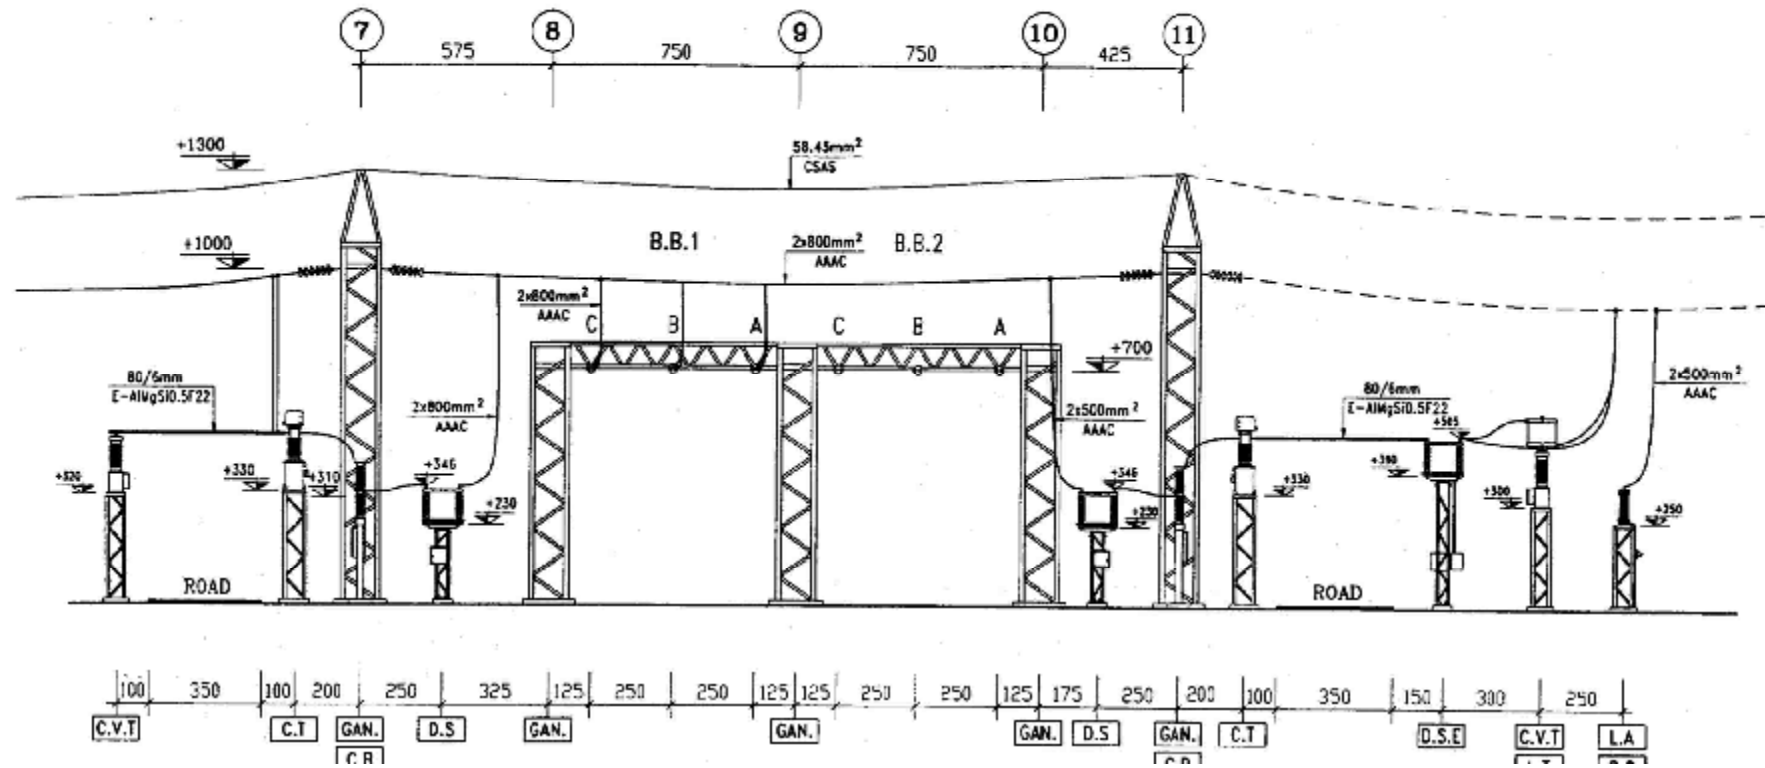 7 8 9 10 11
575 750 750 425
+1300
58.45mm²
CSAS
+1000
B.B.1
2x800mm²
AAAC
B.B.2
2x800mm²
AAAC
C B A C B A
+700
80/6mm
E-AlMgSi0.5F22
2x800mm²
AAAC
2x500mm²
AAAC
80/6mm
E-AlMgSi0.5F22
2x500mm²
AAAC
+330
+310
+346
+230
+346
+230
+330
+300
+250
ROAD
ROAD
100 350 100 200 250 325 125 250 250 125 125 250 250 125 175 250 200 100 350 150 300 250
C.V.T C.T GAN. D.S GAN. GAN. GAN. D.S GAN. C.T D.S.E C.V.T L.A